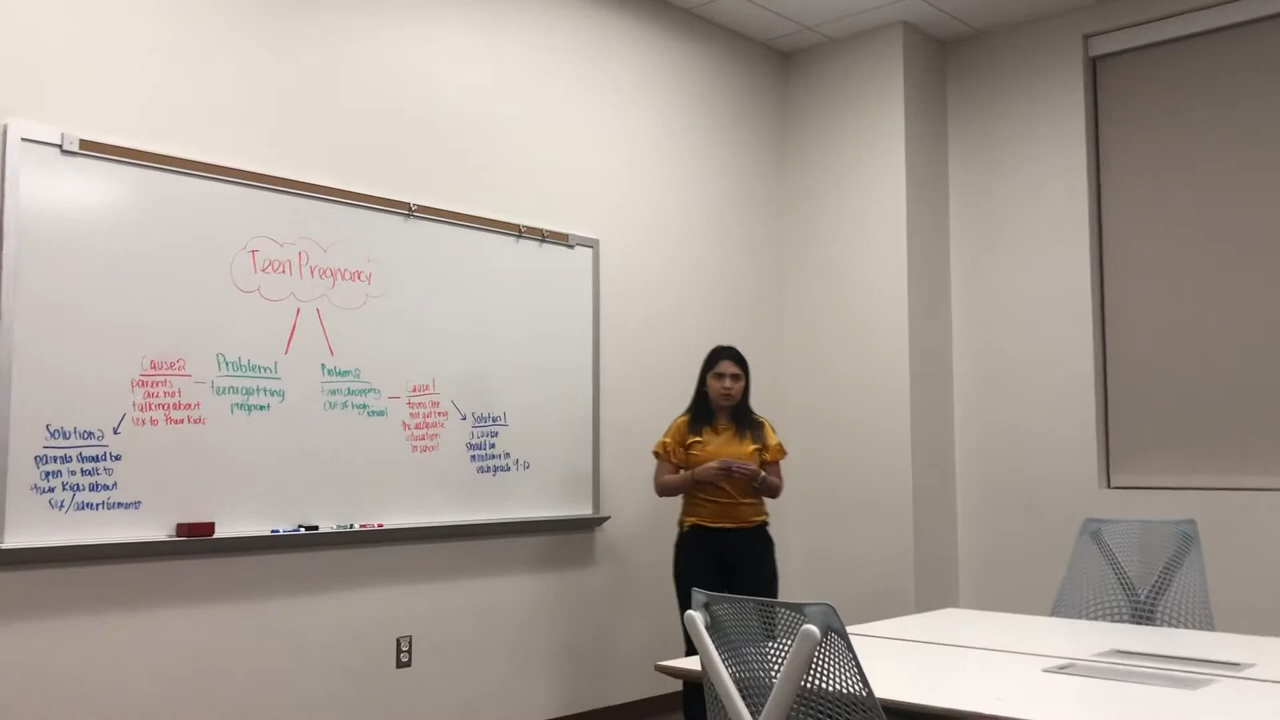 Teen Pregnancy
Problem1
teen getting
pregnant
Cause2
parents
are not
talking about
sex to their kids
Solution2
parents should be
open to talk to
their kids about
sex/advertisements
Problem2
teens dropping
out of high
school
Cause1
teens are
not getting
the adequate
education
in school
Solution1
a course
should be
mandatory in
each grade 9-12